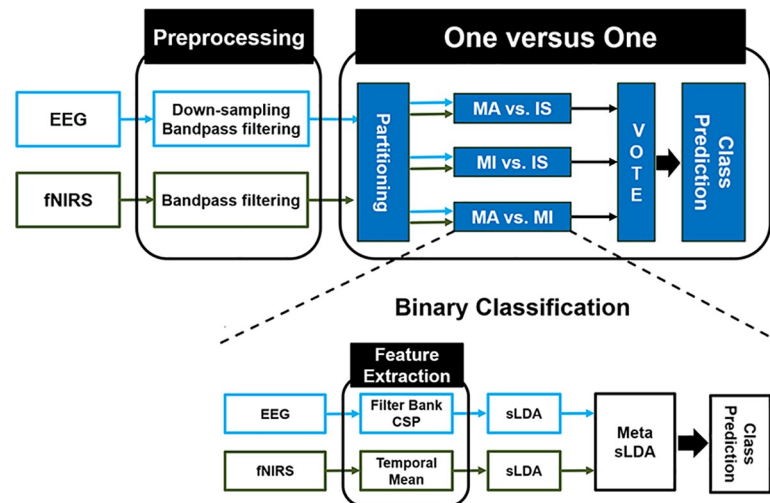 Preprocessing
One versus One
EEG
Down-sampling
Bandpass filtering
fNIRS
Bandpass filtering
Partitioning
MA vs. IS
MI vs. IS
MA vs. MI
VOTE
Class
Prediction
Binary Classification
Feature
Extraction
EEG
Filter Bank
CSP
sLDA
fNIRS
Temporal
Mean
sLDA
Meta
sLDA
Class
Prediction